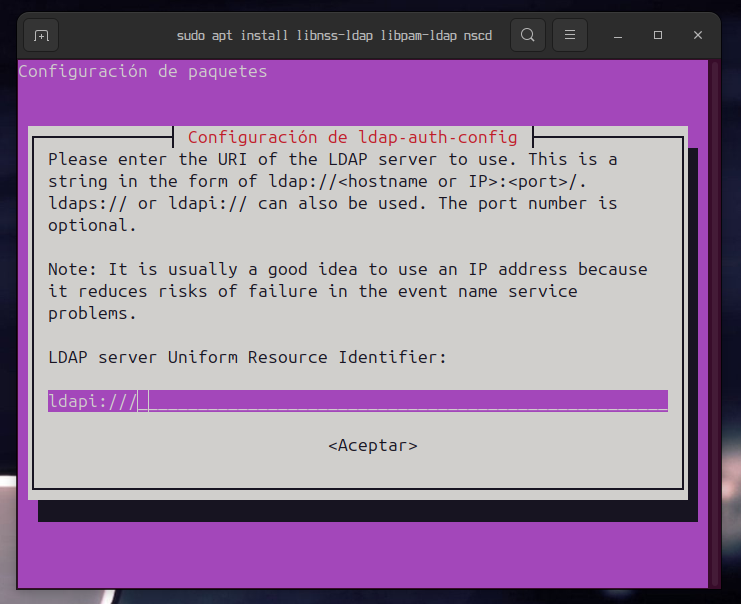 sudo apt install libnss-ldap libpam-ldap nscd
Configuración de paquetes
Configuración de ldap-auth-config
Please enter the URI of the LDAP server to use. This is a
string in the form of ldap://<hostname or IP>:<port>/.
ldaps:// or ldapi:// can also be used. The port number is
optional.
Note: It is usually a good idea to use an IP address because
it reduces risks of failure in the event name service
problems.
LDAP server Uniform Resource Identifier:
ldapi:///
<Aceptar>